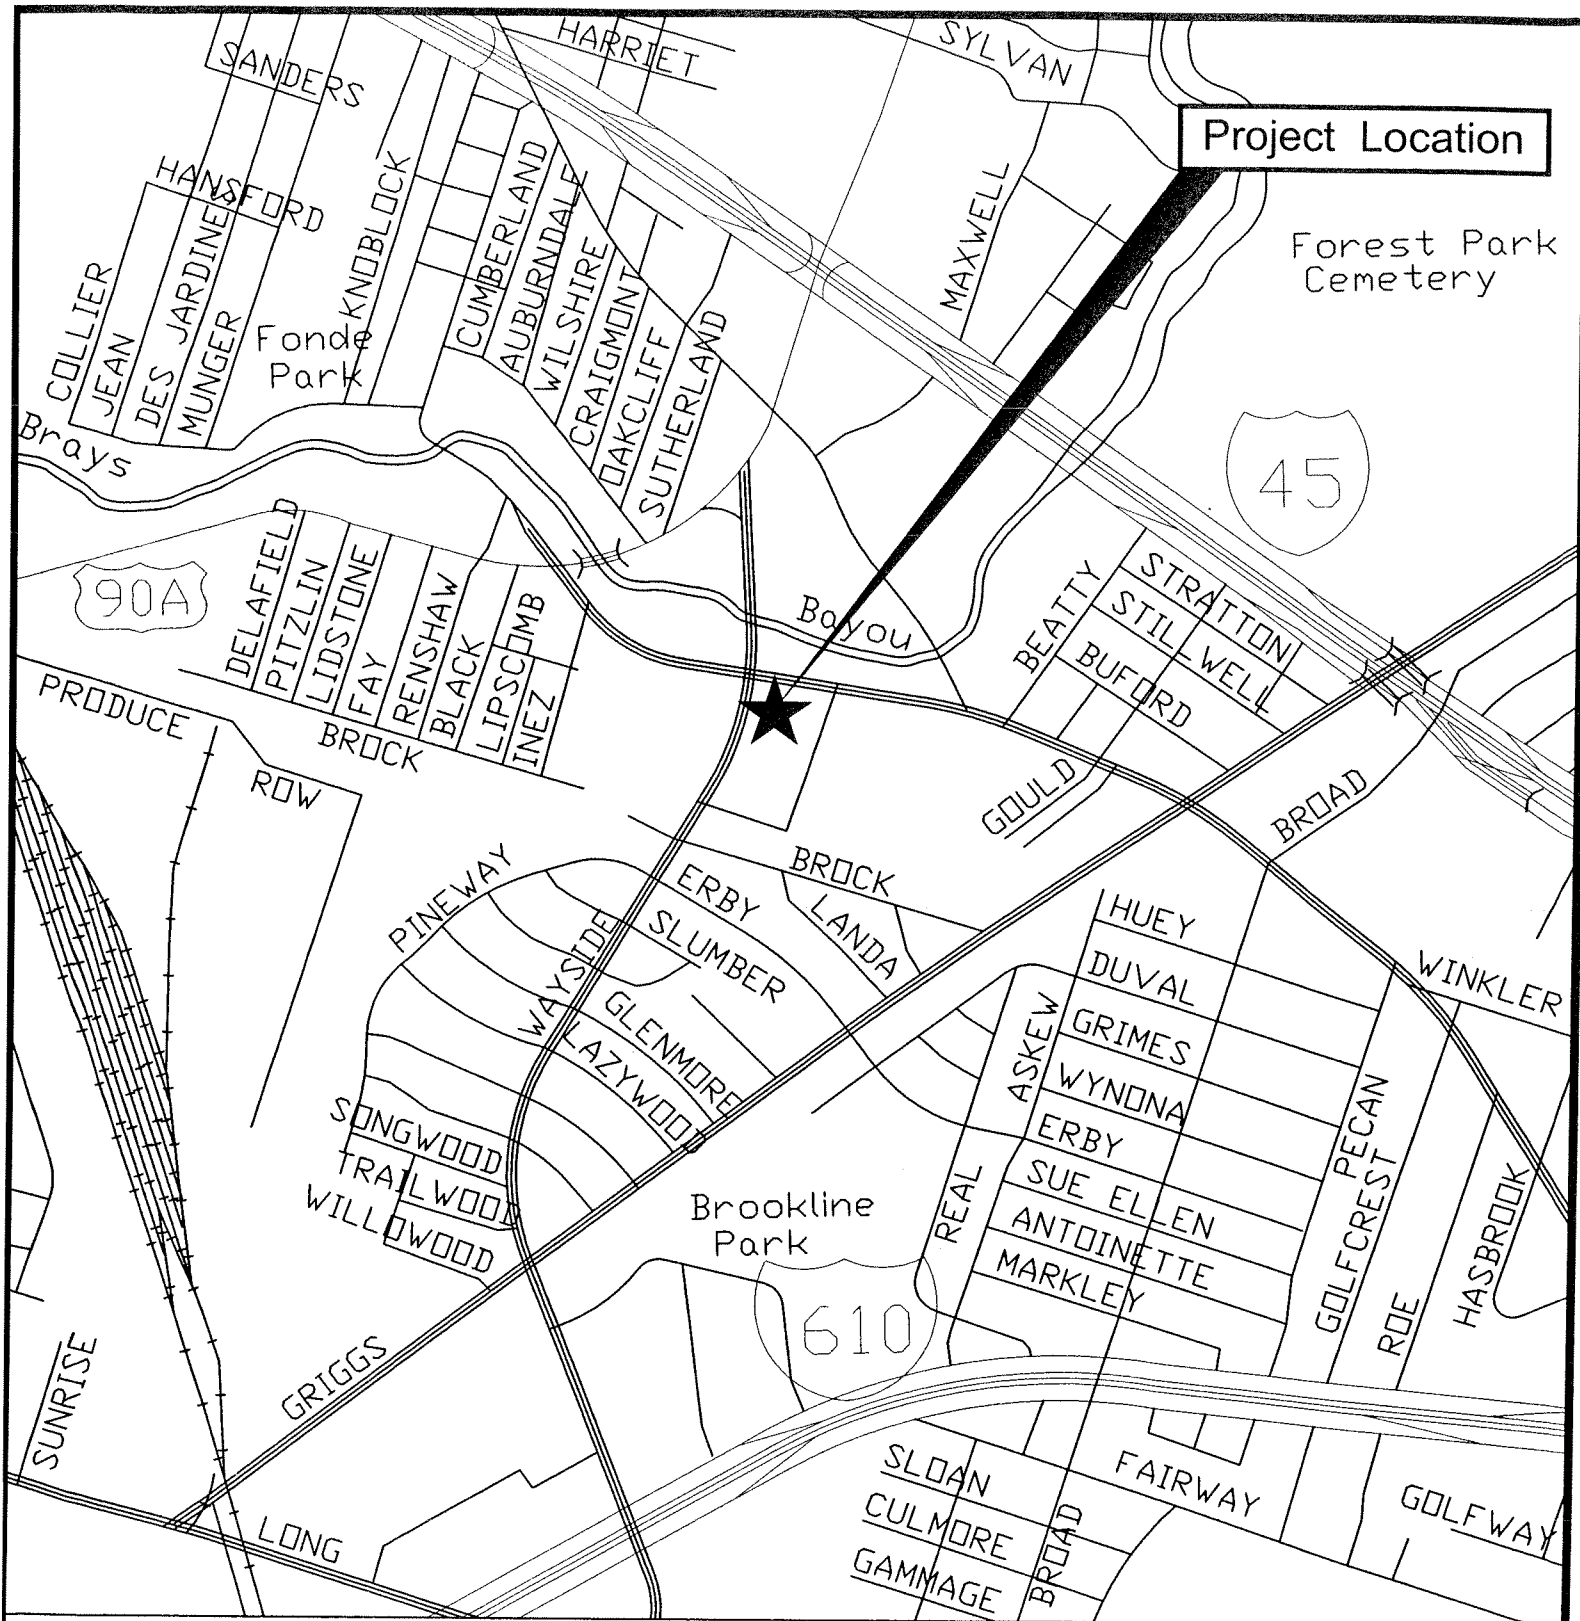 HARRIET
SYLVAN
SANDERS
Project Location
HANSFORD
KNOBLOCK
CUMBERLAND
AUBURNDALE
WILSHIRE
CRAIGMONT
OAKCLIFF
SUTHERLAND
MAXWELL
Forest Park
Cemetery
COLLIER
JEAN
DES JARDINES
MUNGER
Fonde
Park
Brays
45
90A
DELAFIELD
PITZLIN
LIDSTONE
FAY
RENSHAW
BLACK
LIPSCOMB
INEZ
Bayou
BEATTY
STRATTON
STILLWELL
BUFORD
PRODUCE
ROW
BROCK
GOULD
BROAD
PINEWAY
ERBY
BROCK
SLUMBER
LANDA
WAYSIDE
GLENMORE
LAZYWOOD
HUEY
DUVAL
WINKLER
ASKEW
GRIMES
WYNONA
ERBY
PECAN
SONGWOOD
TRAILWOOD
WILLOWOOD
Brookline
Park
REAL
SUE ELLEN
ANTOINETTE
MARKLEY
GOLFCREST
ROE
HASBROOK
610
SUNRISE
GRIGGS
LONG
SLOAN
CULMORE
GAMMAGE
BROAD
FAIRWAY
GOLFWAY